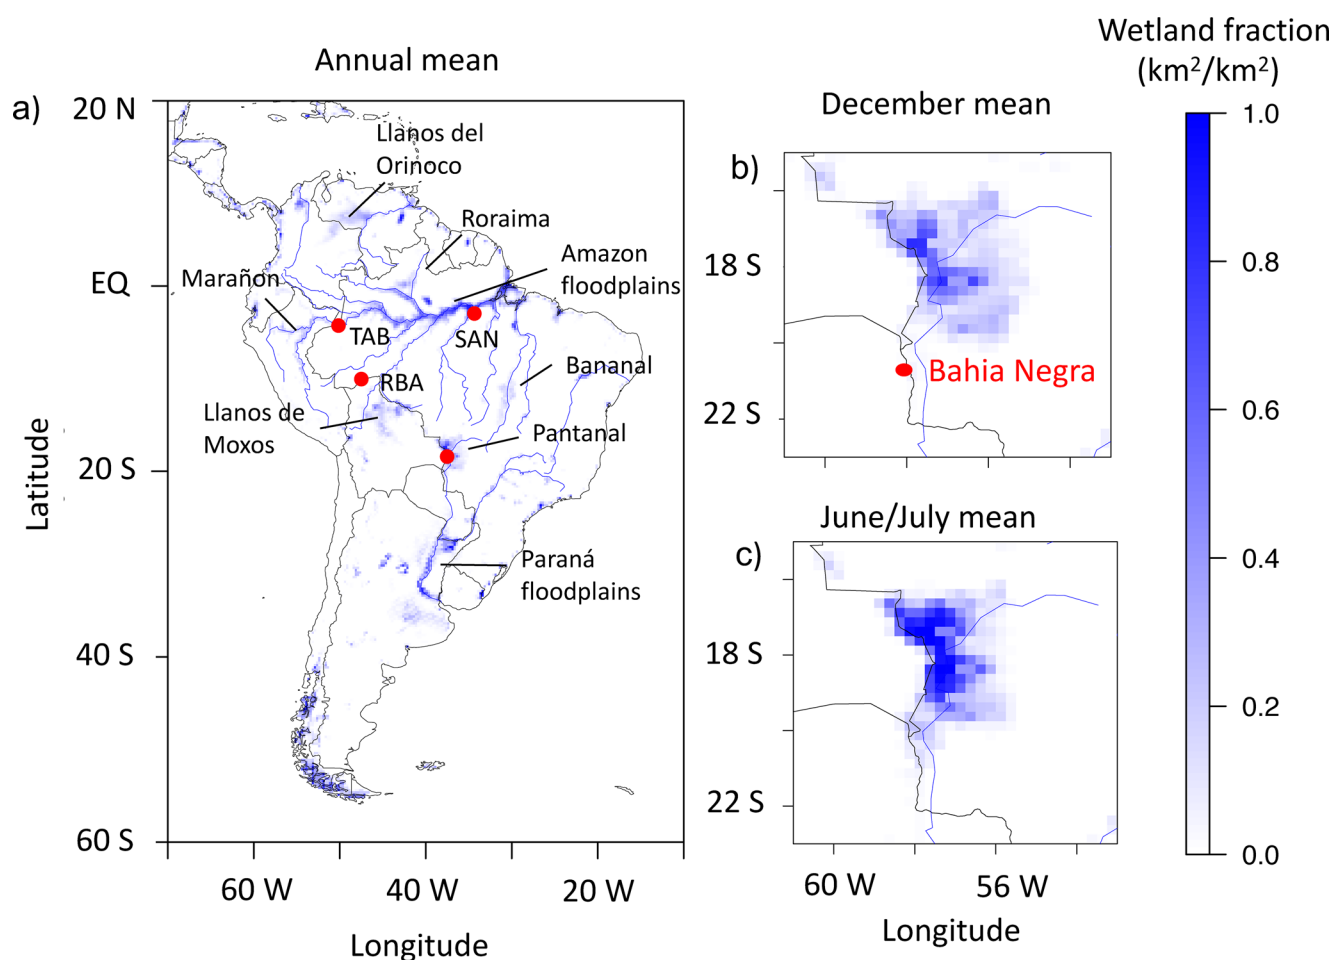 Annual mean
a)
20 N
EQ
20 S
40 S
60 S
Latitude
60 W
40 W
20 W
Longitude
Llanos del
Orinoco
Roraima
Amazon
floodplains
Marañon
TAB
SAN
RBA
Bananal
Llanos de
Moxos
Pantanal
Paraná
floodplains
December mean
b)
18 S
22 S
Bahia Negra
June/July mean
c)
18 S
22 S
60 W
56 W
Longitude
Wetland fraction
(km²/km²)
1.0
0.8
0.6
0.4
0.2
0.0